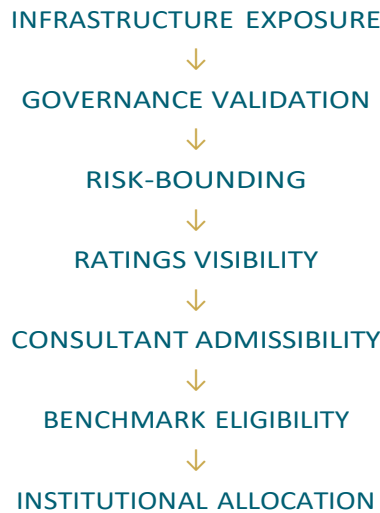 INFRASTRUCTURE EXPOSURE
↓
GOVERNANCE VALIDATION
↓
RISK-BOUNDING
↓
RATINGS VISIBILITY
↓
CONSULTANT ADMISSIBILITY
↓
BENCHMARK ELIGIBILITY
↓
INSTITUTIONAL ALLOCATION